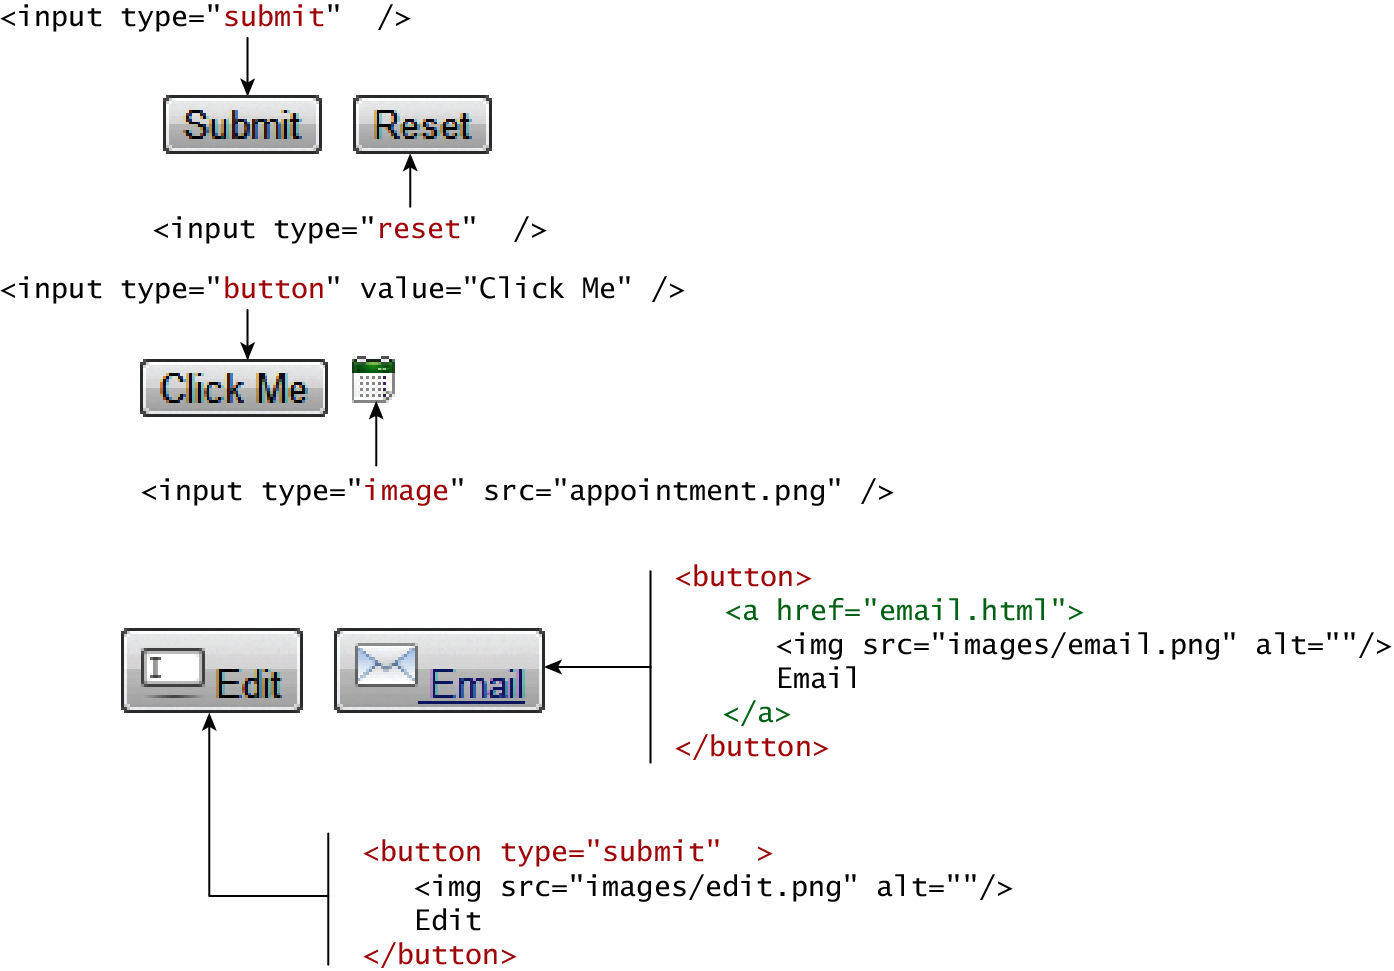 <input type="submit"  />
Submit Reset
<input type="reset"  />
<input type="button" value="Click Me" />
Click Me
<input type="image" src="appointment.png" />
<button>
<a href="email.html">
<img src="images/email.png" alt=""/>
Email
</a>
</button>
Edit Email
<button type="submit"  >
<img src="images/edit.png" alt=""/>
Edit
</button>